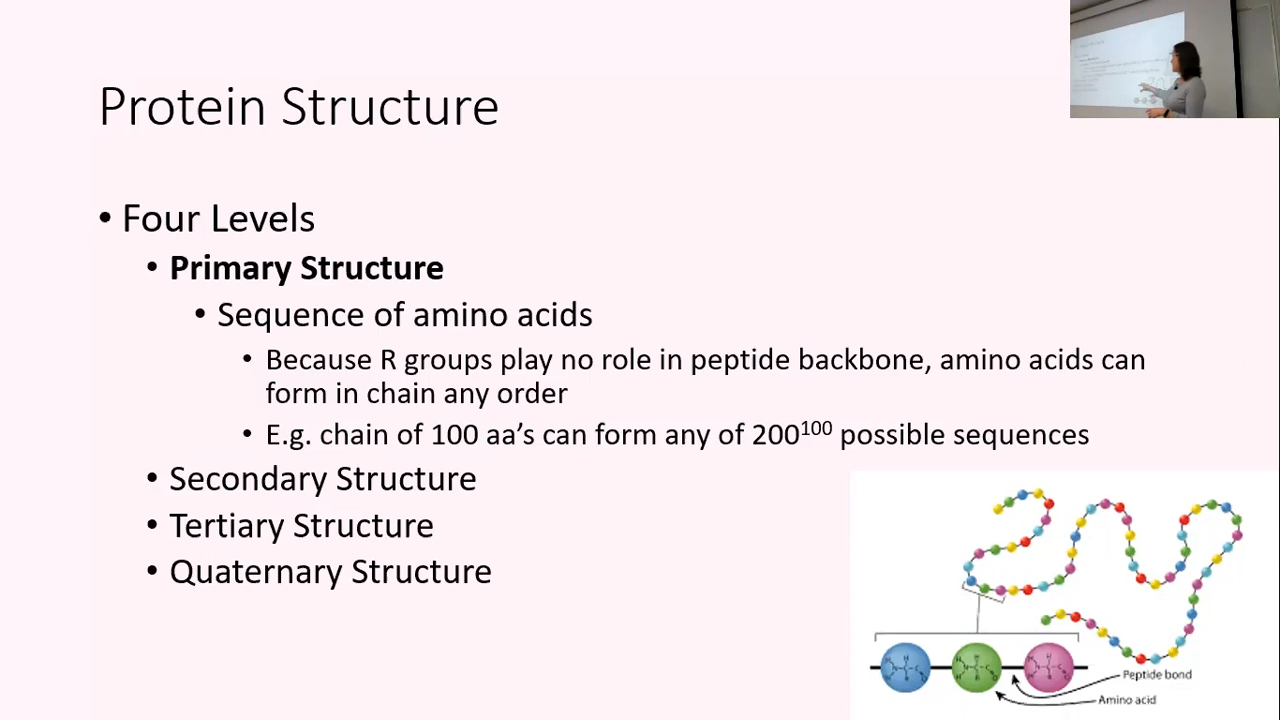 Protein Structure
• Four Levels
• Primary Structure
• Sequence of amino acids
• Because R groups play no role in peptide backbone, amino acids can
form in chain any order
• E.g. chain of 100 aa's can form any of 200¹⁰⁰ possible sequences
• Secondary Structure
• Tertiary Structure
• Quaternary Structure
Peptide bond
Amino acid